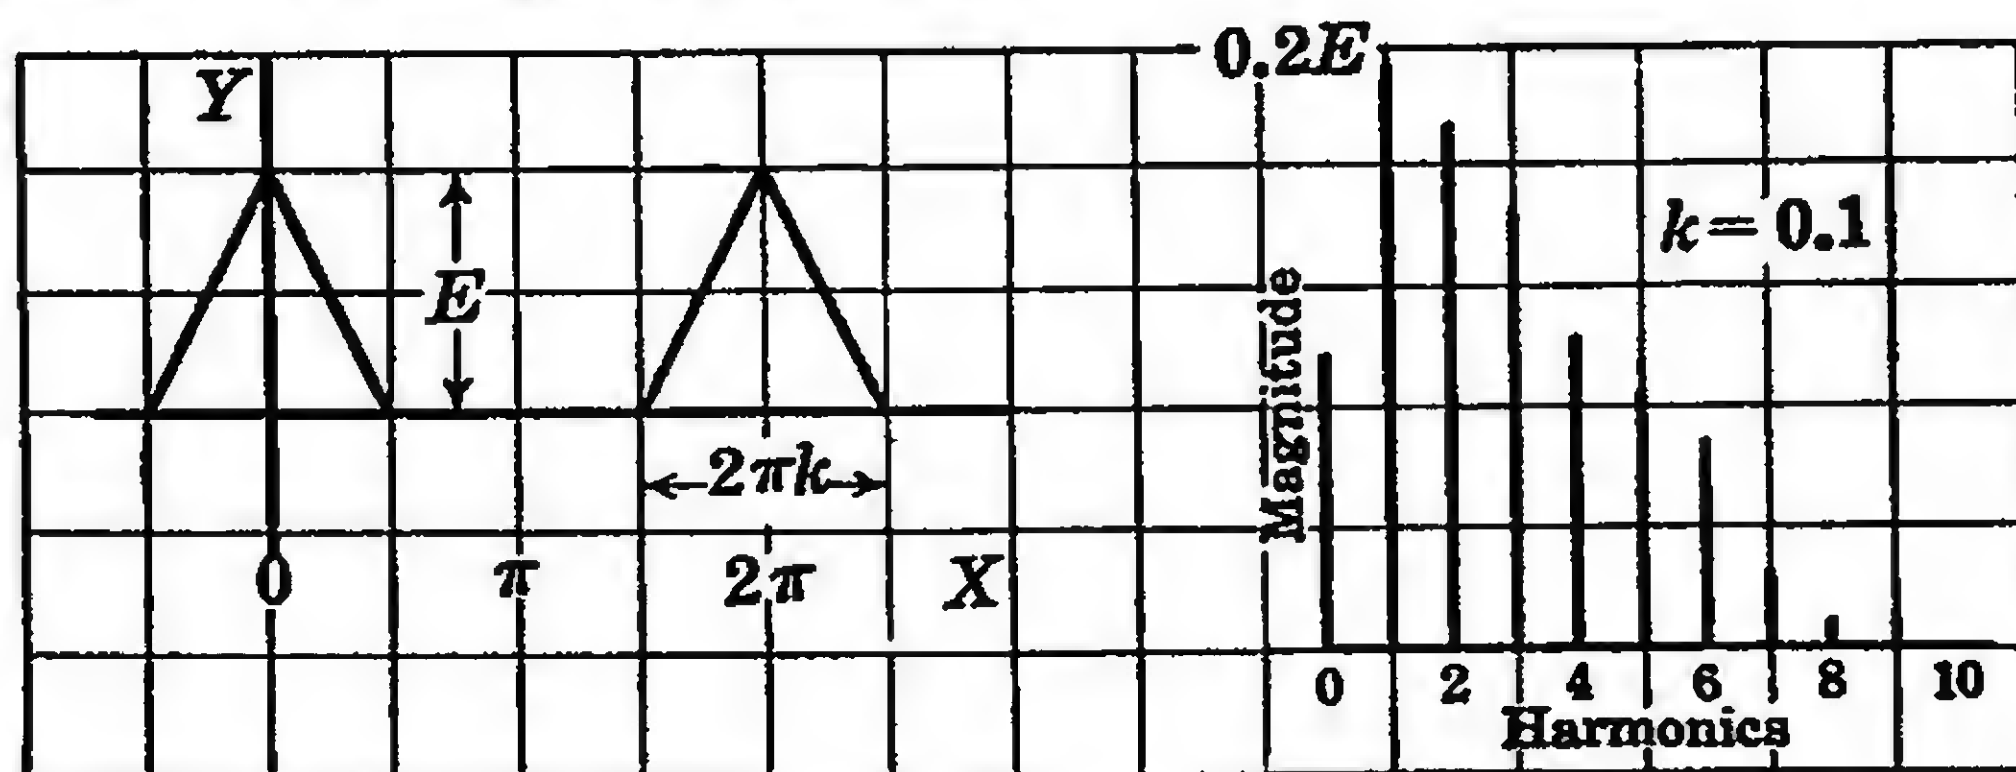 Y
E
2πk
0 π 2π X
0.2E
k = 0.1
Magnitude
0 2 4 6 8 10
Harmonics